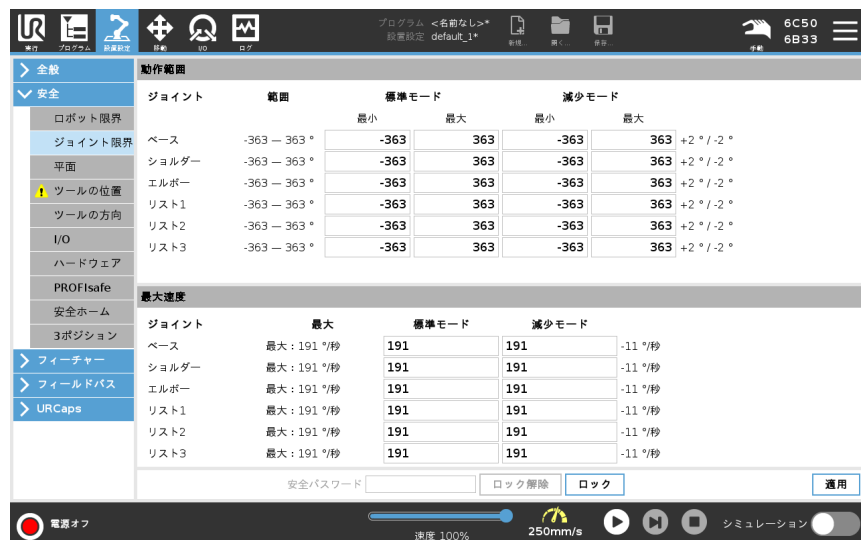 UR
プログラム <名前なし>*
設置設定 default_1*
実行 プログラム 設置設定 移動 I/O ログ 新規... 開く... 保存... 手動
6C50
6B33
全般
安全
ロボット限界
ジョイント限界
平面
ツールの位置
ツールの方向
I/O
ハードウェア
PROFIsafe
安全ホーム
3ポジション
フィーチャー
フィールドバス
URCaps
動作範囲
ジョイント 範囲 標準モード 減少モード
最小 最大 最小 最大
ベース -363 — 363 ° -363 363 -363 363 +2 ° / -2 °
ショルダー -363 — 363 ° -363 363 -363 363 +2 ° / -2 °
エルボー -363 — 363 ° -363 363 -363 363 +2 ° / -2 °
リスト1 -363 — 363 ° -363 363 -363 363 +2 ° / -2 °
リスト2 -363 — 363 ° -363 363 -363 363 +2 ° / -2 °
リスト3 -363 — 363 ° -363 363 -363 363 +2 ° / -2 °
最大速度
ジョイント 最大 標準モード 減少モード
ベース 最大：191 °/秒 191 191 -11 °/秒
ショルダー 最大：191 °/秒 191 191 -11 °/秒
エルボー 最大：191 °/秒 191 191 -11 °/秒
リスト1 最大：191 °/秒 191 191 -11 °/秒
リスト2 最大：191 °/秒 191 191 -11 °/秒
リスト3 最大：191 °/秒 191 191 -11 °/秒
安全パスワード ロック解除 ロック 適用
電源オフ 速度 100% 250mm/s シミュレーション